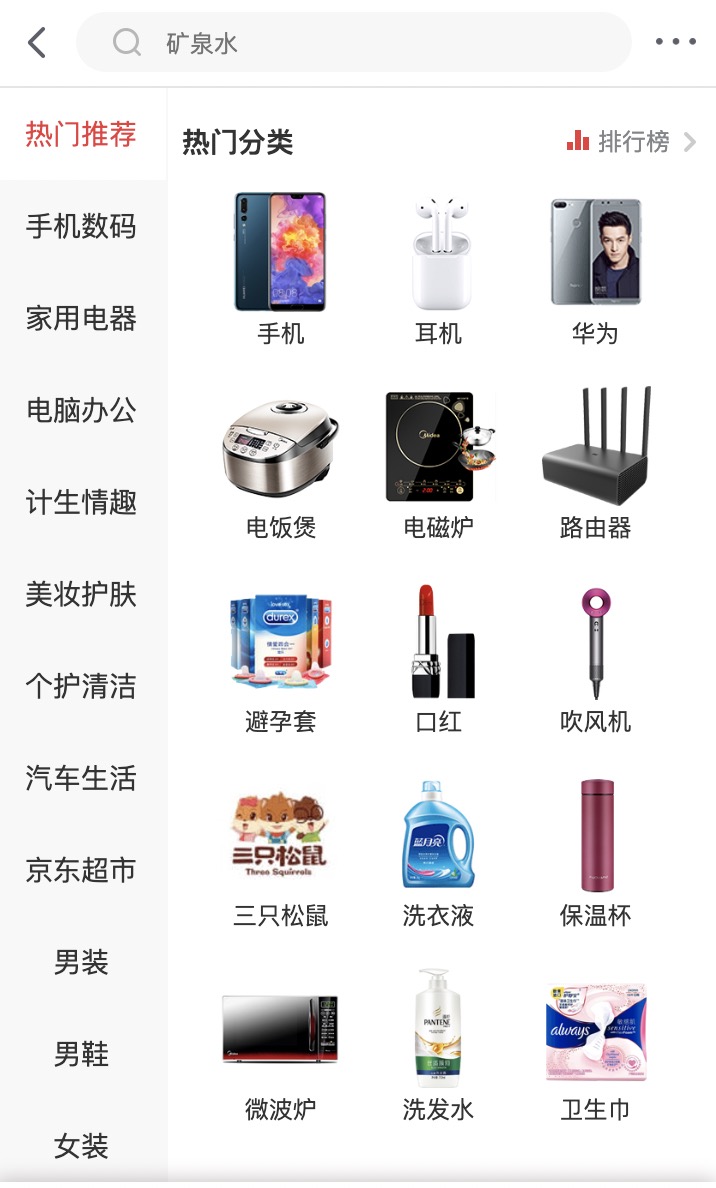 矿泉水
热门推荐
手机数码
家用电器
电脑办公
计生情趣
美妆护肤
个护清洁
汽车生活
京东超市
男装
男鞋
女装
热门分类
排行榜
手机
耳机
华为
Midea
电饭煲
电磁炉
路由器
durex
避孕套
口红
吹风机
三只松鼠
Three Squirrels
蓝月亮
三只松鼠
洗衣液
保温杯
PANTENE
always
sensitive
敏感肌
微波炉
洗发水
卫生巾